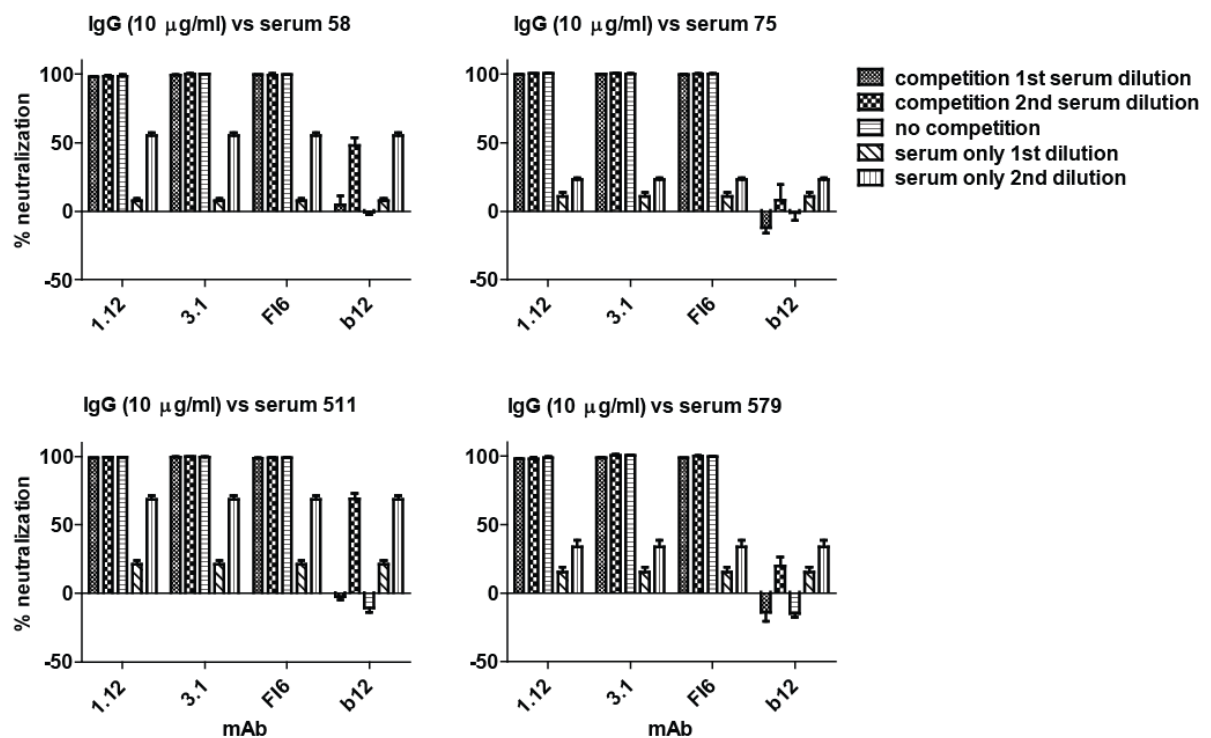 IgG (10 μg/ml) vs serum 58
% neutralization
100
50
0
-50
1.12
3.1
FI6
b12
IgG (10 μg/ml) vs serum 75
100
50
0
-50
1.12
3.1
FI6
b12
competition 1st serum dilution
competition 2nd serum dilution
no competition
serum only 1st dilution
serum only 2nd dilution
IgG (10 μg/ml) vs serum 511
% neutralization
100
50
0
-50
1.12
3.1
FI6
b12
mAb
IgG (10 μg/ml) vs serum 579
% neutralization
100
50
0
-50
1.12
3.1
FI6
b12
mAb